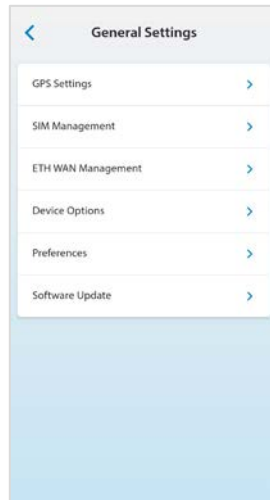 General Settings
GPS Settings
SIM Management
ETH WAN Management
Device Options
Preferences
Software Update